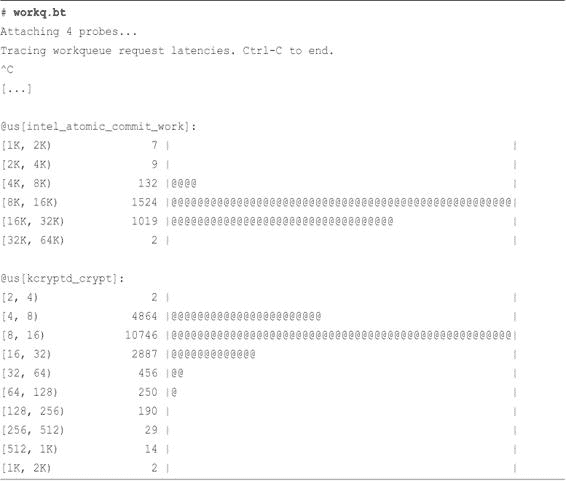 # workq.bt
Attaching 4 probes...
Tracing workqueue request latencies. Ctrl-C to end.
^C
[...]
@us[intel_atomic_commit_work]:
[1K, 2K)               7 |                                                    |
[2K, 4K)               9 |                                                    |
[4K, 8K)             132 |@@@@                                                |
[8K, 16K)           1524 |@@@@@@@@@@@@@@@@@@@@@@@@@@@@@@@@@@@@@@@@@@@@@@@@@@@@|
[16K, 32K)          1019 |@@@@@@@@@@@@@@@@@@@@@@@@@@@@@@@@@@                  |
[32K, 64K)             2 |                                                    |
@us[kcryptd_crypt]:
[2, 4)                 2 |                                                    |
[4, 8)              4864 |@@@@@@@@@@@@@@@@@@@@@@@                             |
[8, 16)            10746 |@@@@@@@@@@@@@@@@@@@@@@@@@@@@@@@@@@@@@@@@@@@@@@@@@@@@|
[16, 32)            2887 |@@@@@@@@@@@@@                                       |
[32, 64)             456 |@@                                                  |
[64, 128)            250 |@                                                   |
[128, 256)           190 |                                                    |
[256, 512)            29 |                                                    |
[512, 1K)             14 |                                                    |
[1K, 2K)               2 |                                                    |